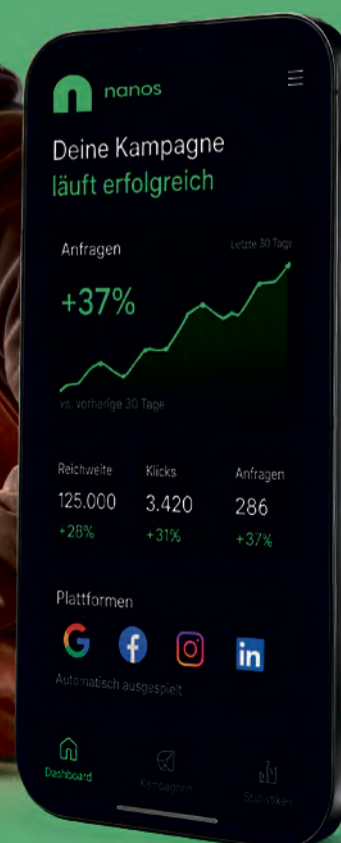 nanos
Deine Kampagne
läuft erfolgreich
Anfragen
Letzte 30 Tage
+37%
vs. vorherige 30 Tage
Reichweite
Klicks
Anfragen
125.000
3.420
286
+28%
+31%
+37%
Plattformen
Automatisch ausgespielt
Dashboard
Kampagnen
Statistiken